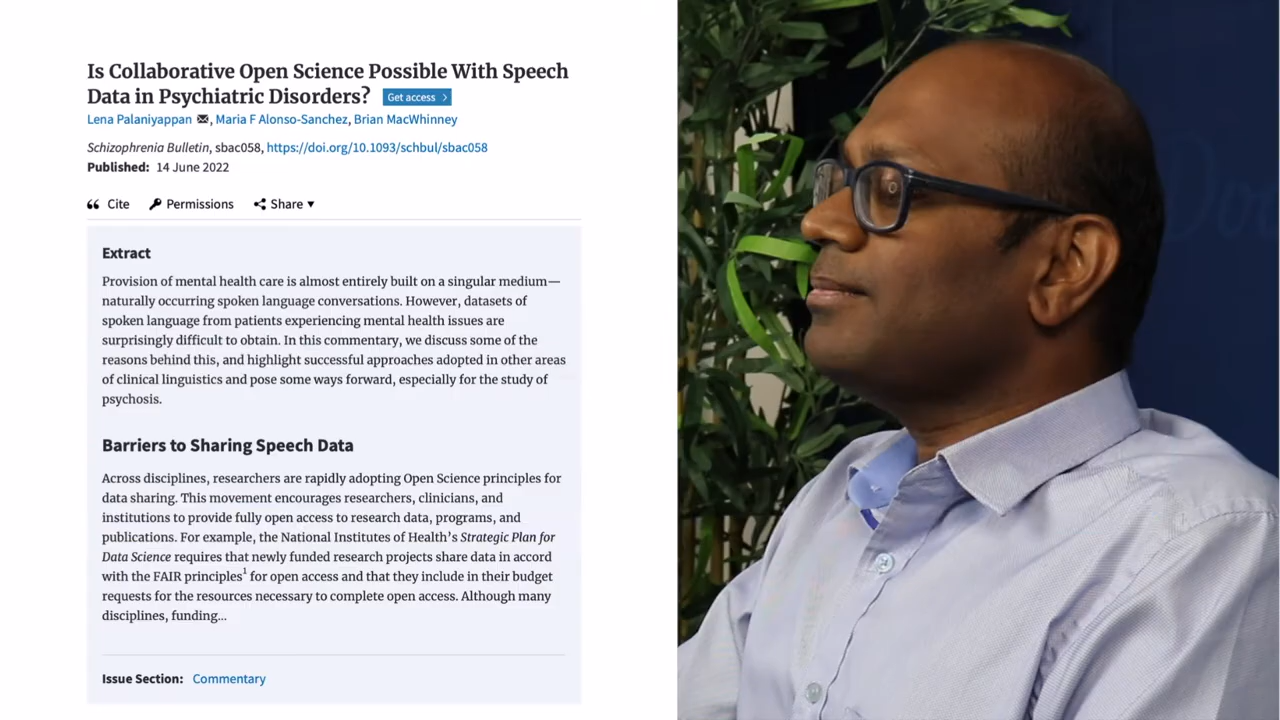 Is Collaborative Open Science Possible With Speech
Data in Psychiatric Disorders? Get access >
Lena Palaniyappan, Maria F Alonso-Sanchez, Brian MacWhinney
Schizophrenia Bulletin, sbac058, https://doi.org/10.1093/schbul/sbac058
Published: 14 June 2022
Cite Permissions Share ▼
Extract
Provision of mental health care is almost entirely built on a singular medium—
naturally occurring spoken language conversations. However, datasets of
spoken language from patients experiencing mental health issues are
surprisingly difficult to obtain. In this commentary, we discuss some of the
reasons behind this, and highlight successful approaches adopted in other areas
of clinical linguistics and pose some ways forward, especially for the study of
psychosis.
Barriers to Sharing Speech Data
Across disciplines, researchers are rapidly adopting Open Science principles for
data sharing. This movement encourages researchers, clinicians, and
institutions to provide fully open access to research data, programs, and
publications. For example, the National Institutes of Health's Strategic Plan for
Data Science requires that newly funded research projects share data in accord
with the FAIR principles1 for open access and that they include in their budget
requests for the resources necessary to complete open access. Although many
disciplines, funding...
Issue Section: Commentary